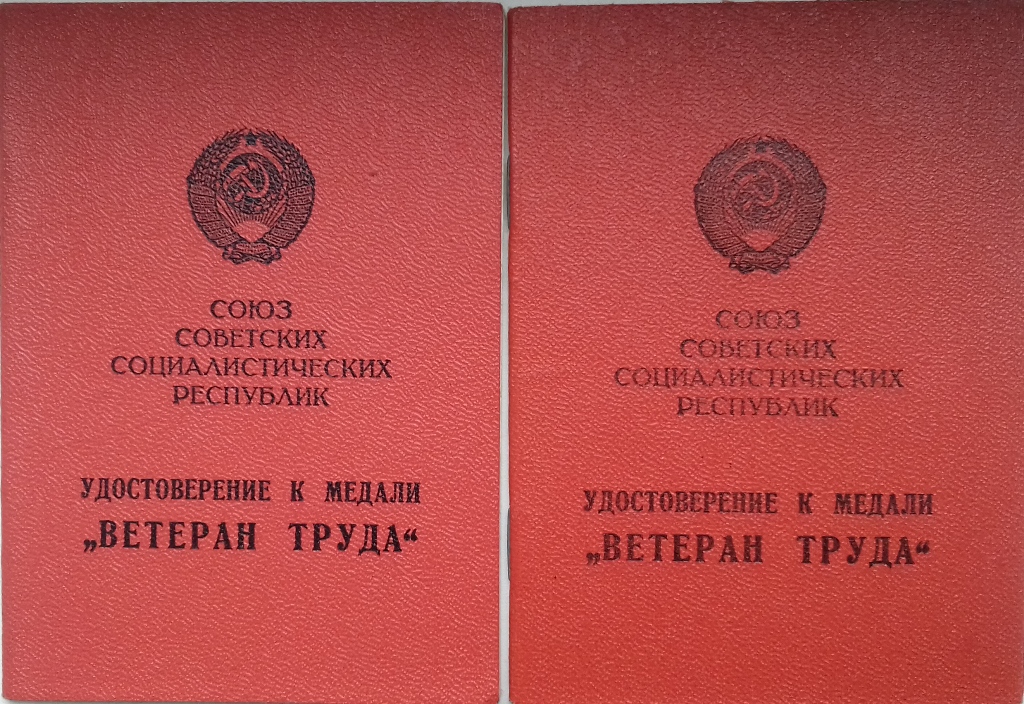 СОЮЗ
СОВЕТСКИХ
СОЦИАЛИСТИЧЕСКИХ
РЕСПУБЛИК
УДОСТОВЕРЕНИЕ К МЕДАЛИ
„ВЕТЕРАН ТРУДА“
СОЮЗ
СОВЕТСКИХ
СОЦИАЛИСТИЧЕСКИХ
РЕСПУБЛИК
УДОСТОВЕРЕНИЕ К МЕДАЛИ
„ВЕТЕРАН ТРУДА“